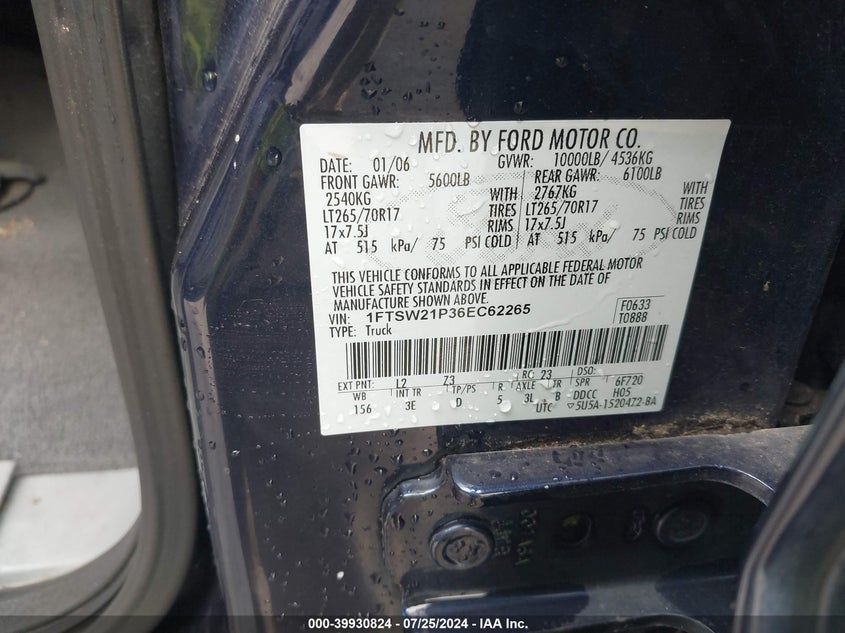 MFD. BY FORD MOTOR CO.
DATE: 01/06 GVWR: 10000LB/ 4536KG
FRONT GAWR: 5600LB REAR GAWR: 6100LB
2540KG WITH 2767KG WITH
LT265/70R17 TIRES LT265/70R17 TIRES
17x7.5J RIMS 17x7.5J RIMS
AT 515 kPa/ 75 PSI COLD AT 515 kPa/ 75 PSI COLD
THIS VEHICLE CONFORMS TO ALL APPLICABLE FEDERAL MOTOR
VEHICLE SAFETY STANDARDS IN EFFECT ON THE DATE OF
MANUFACTURE SHOWN ABOVE.
VIN: 1FTSW21P36EC62265 F0633
TYPE: Truck T0888
EXT PNT: L2 Z3 RC: 23 DSO:
WB INT TR TP/PS R AXLE TR SPR 6F720
156 3E D 5 3L B DDCC H05
UTC 5U5A-1520472-BA
000-39930824 / 07/25/2024 / IAA Inc.